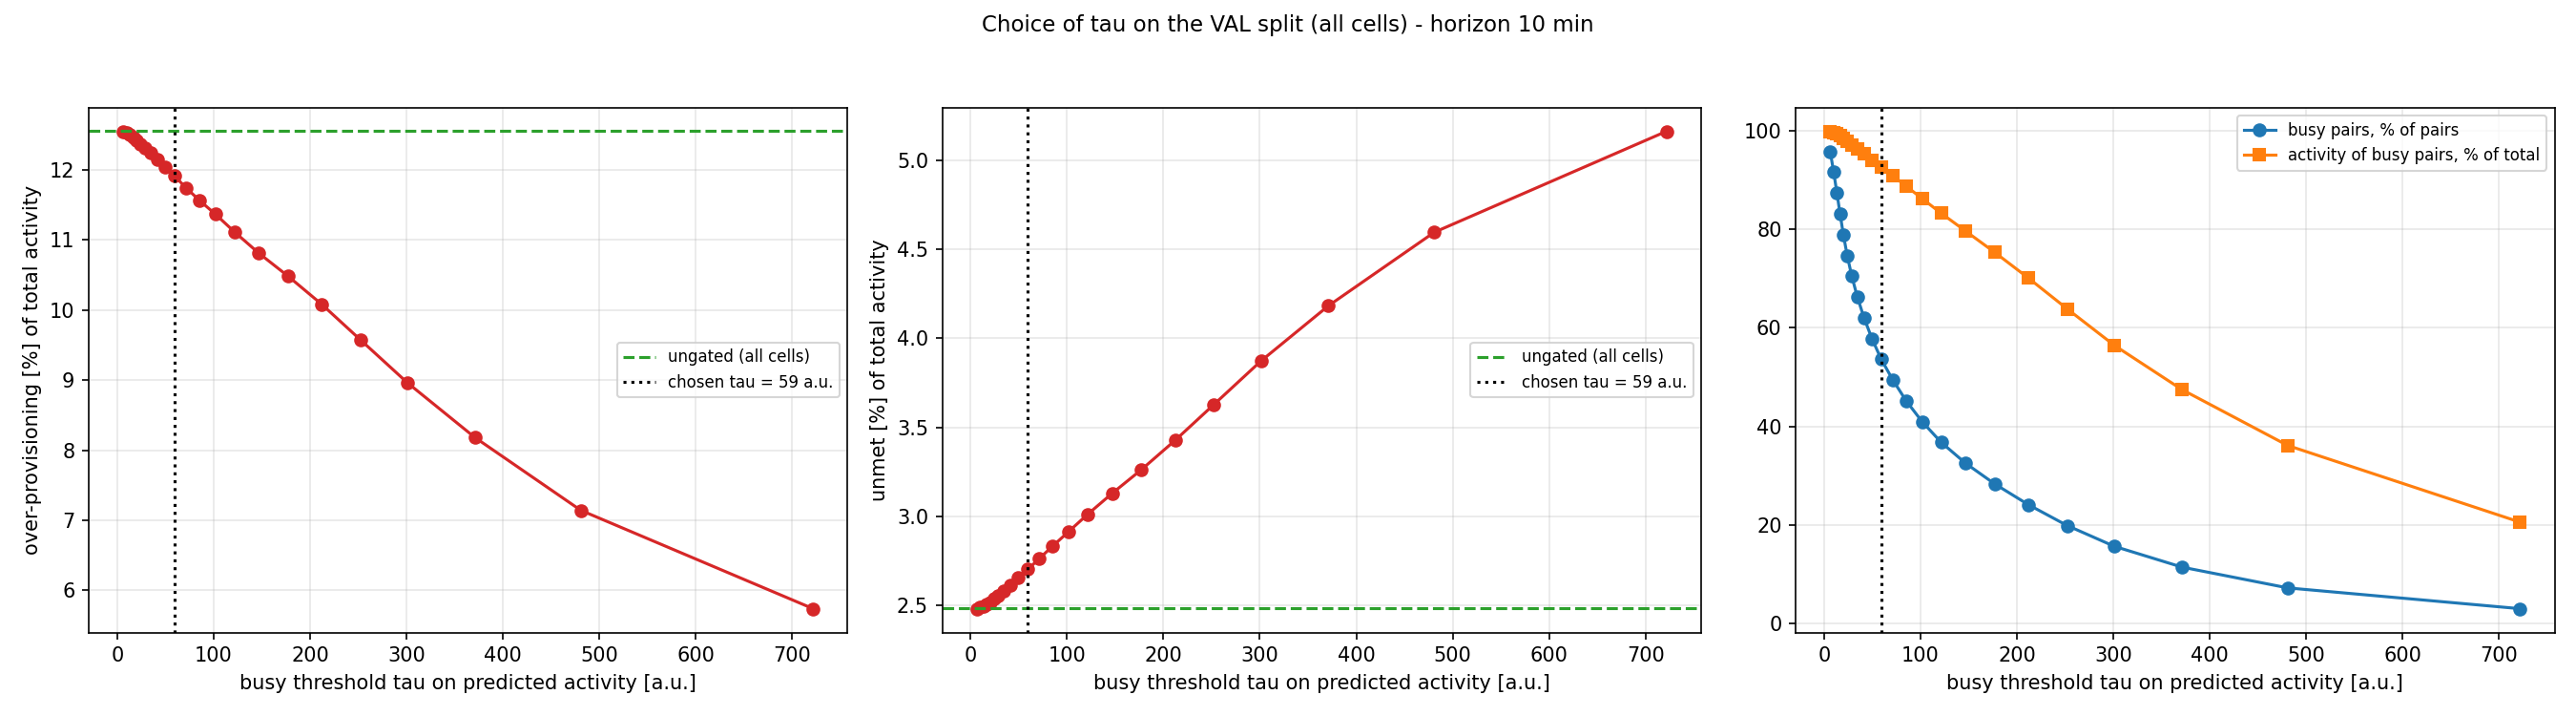 Choice of tau on the VAL split (all cells) - horizon 10 min
over-provisioning [%] of total activity
12
11
10
9
8
7
6
ungated (all cells)
chosen tau = 59 a.u.
0 100 200 300 400 500 600 700
busy threshold tau on predicted activity [a.u.]
unmet [%] of total activity
5.0
4.5
4.0
3.5
3.0
2.5
ungated (all cells)
chosen tau = 59 a.u.
0 100 200 300 400 500 600 700
busy threshold tau on predicted activity [a.u.]
100
80
60
40
20
0
busy pairs, % of pairs
activity of busy pairs, % of total
0 100 200 300 400 500 600 700
busy threshold tau on predicted activity [a.u.]